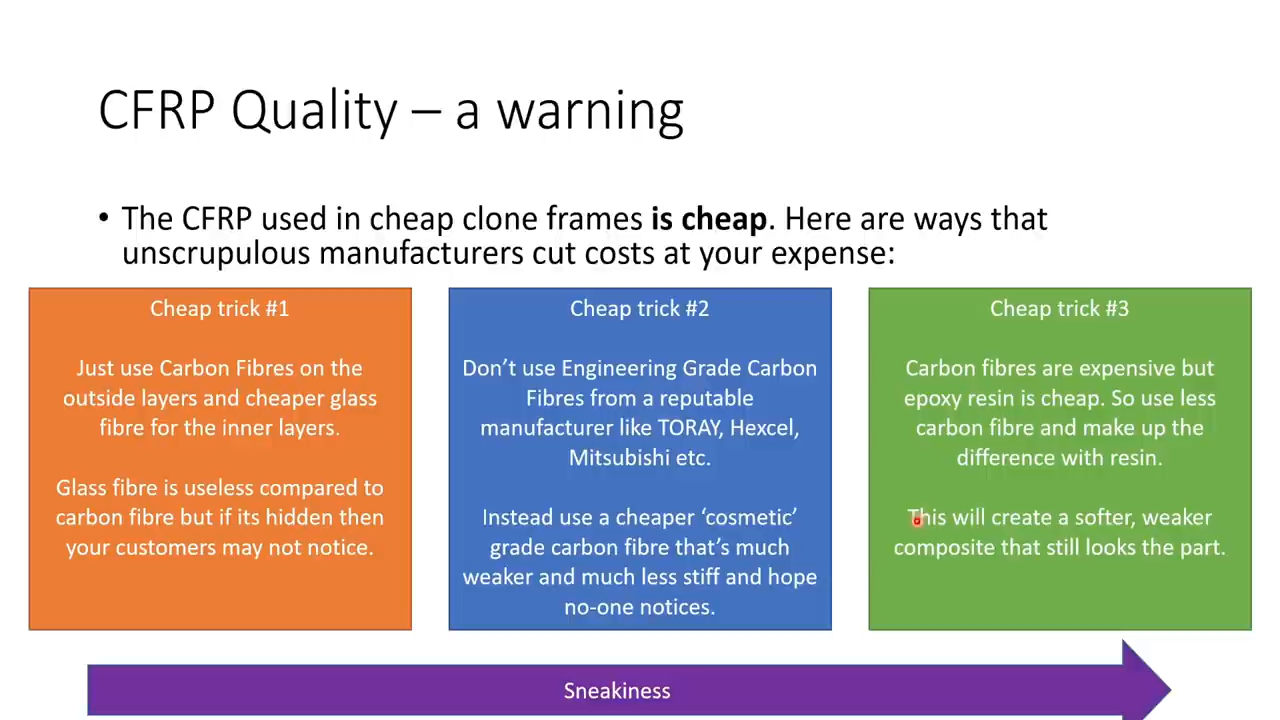 CFRP Quality – a warning
• The CFRP used in cheap clone frames is cheap. Here are ways that
unscrupulous manufacturers cut costs at your expense:
Cheap trick #1
Just use Carbon Fibres on the
outside layers and cheaper glass
fibre for the inner layers.
Glass fibre is useless compared to
carbon fibre but if its hidden then
your customers may not notice.
Cheap trick #2
Don’t use Engineering Grade Carbon
Fibres from a reputable
manufacturer like TORAY, Hexcel,
Mitsubishi etc.
Instead use a cheaper ‘cosmetic’
grade carbon fibre that’s much
weaker and much less stiff and hope
no-one notices.
Cheap trick #3
Carbon fibres are expensive but
epoxy resin is cheap. So use less
carbon fibre and make up the
difference with resin.
This will create a softer, weaker
composite that still looks the part.
Sneakiness